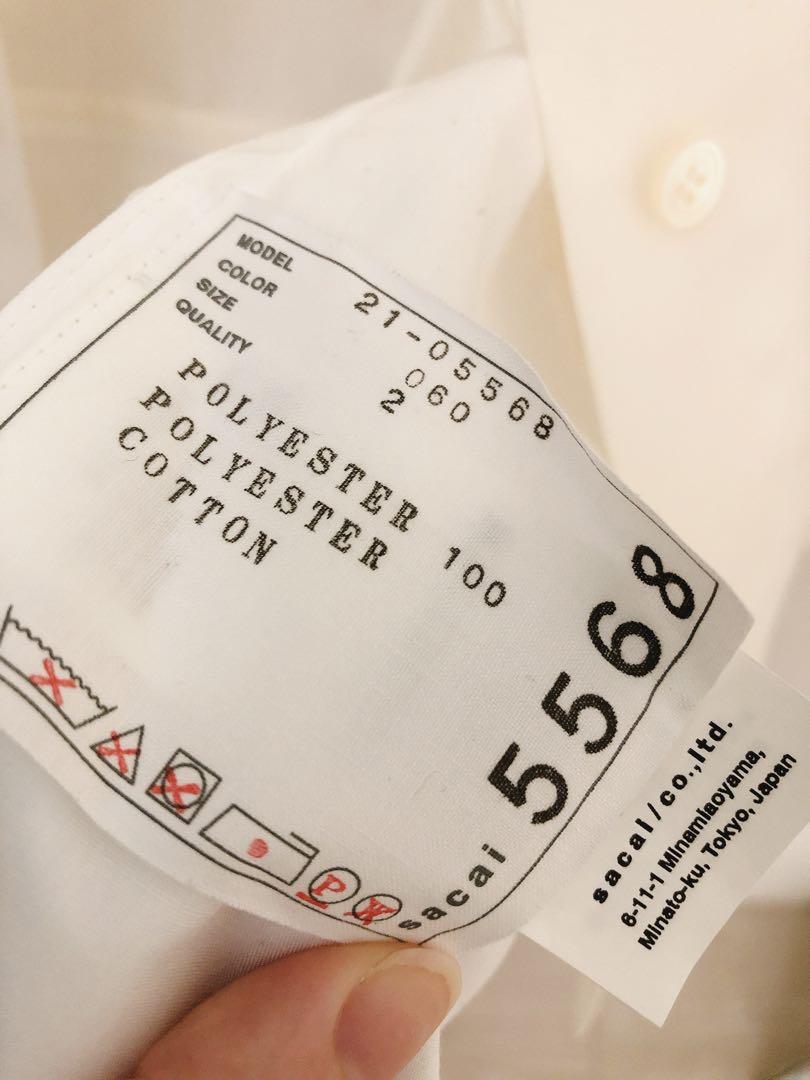 MODEL 21-05568
COLOR 060
SIZE 2
QUALITY
POLYESTER 100
POLYESTER
COTTON
P
W
sacai 5568
sacai/co.,ltd.
6-11-1 Minamiaoyama,
Minato-ku, Tokyo, Japan